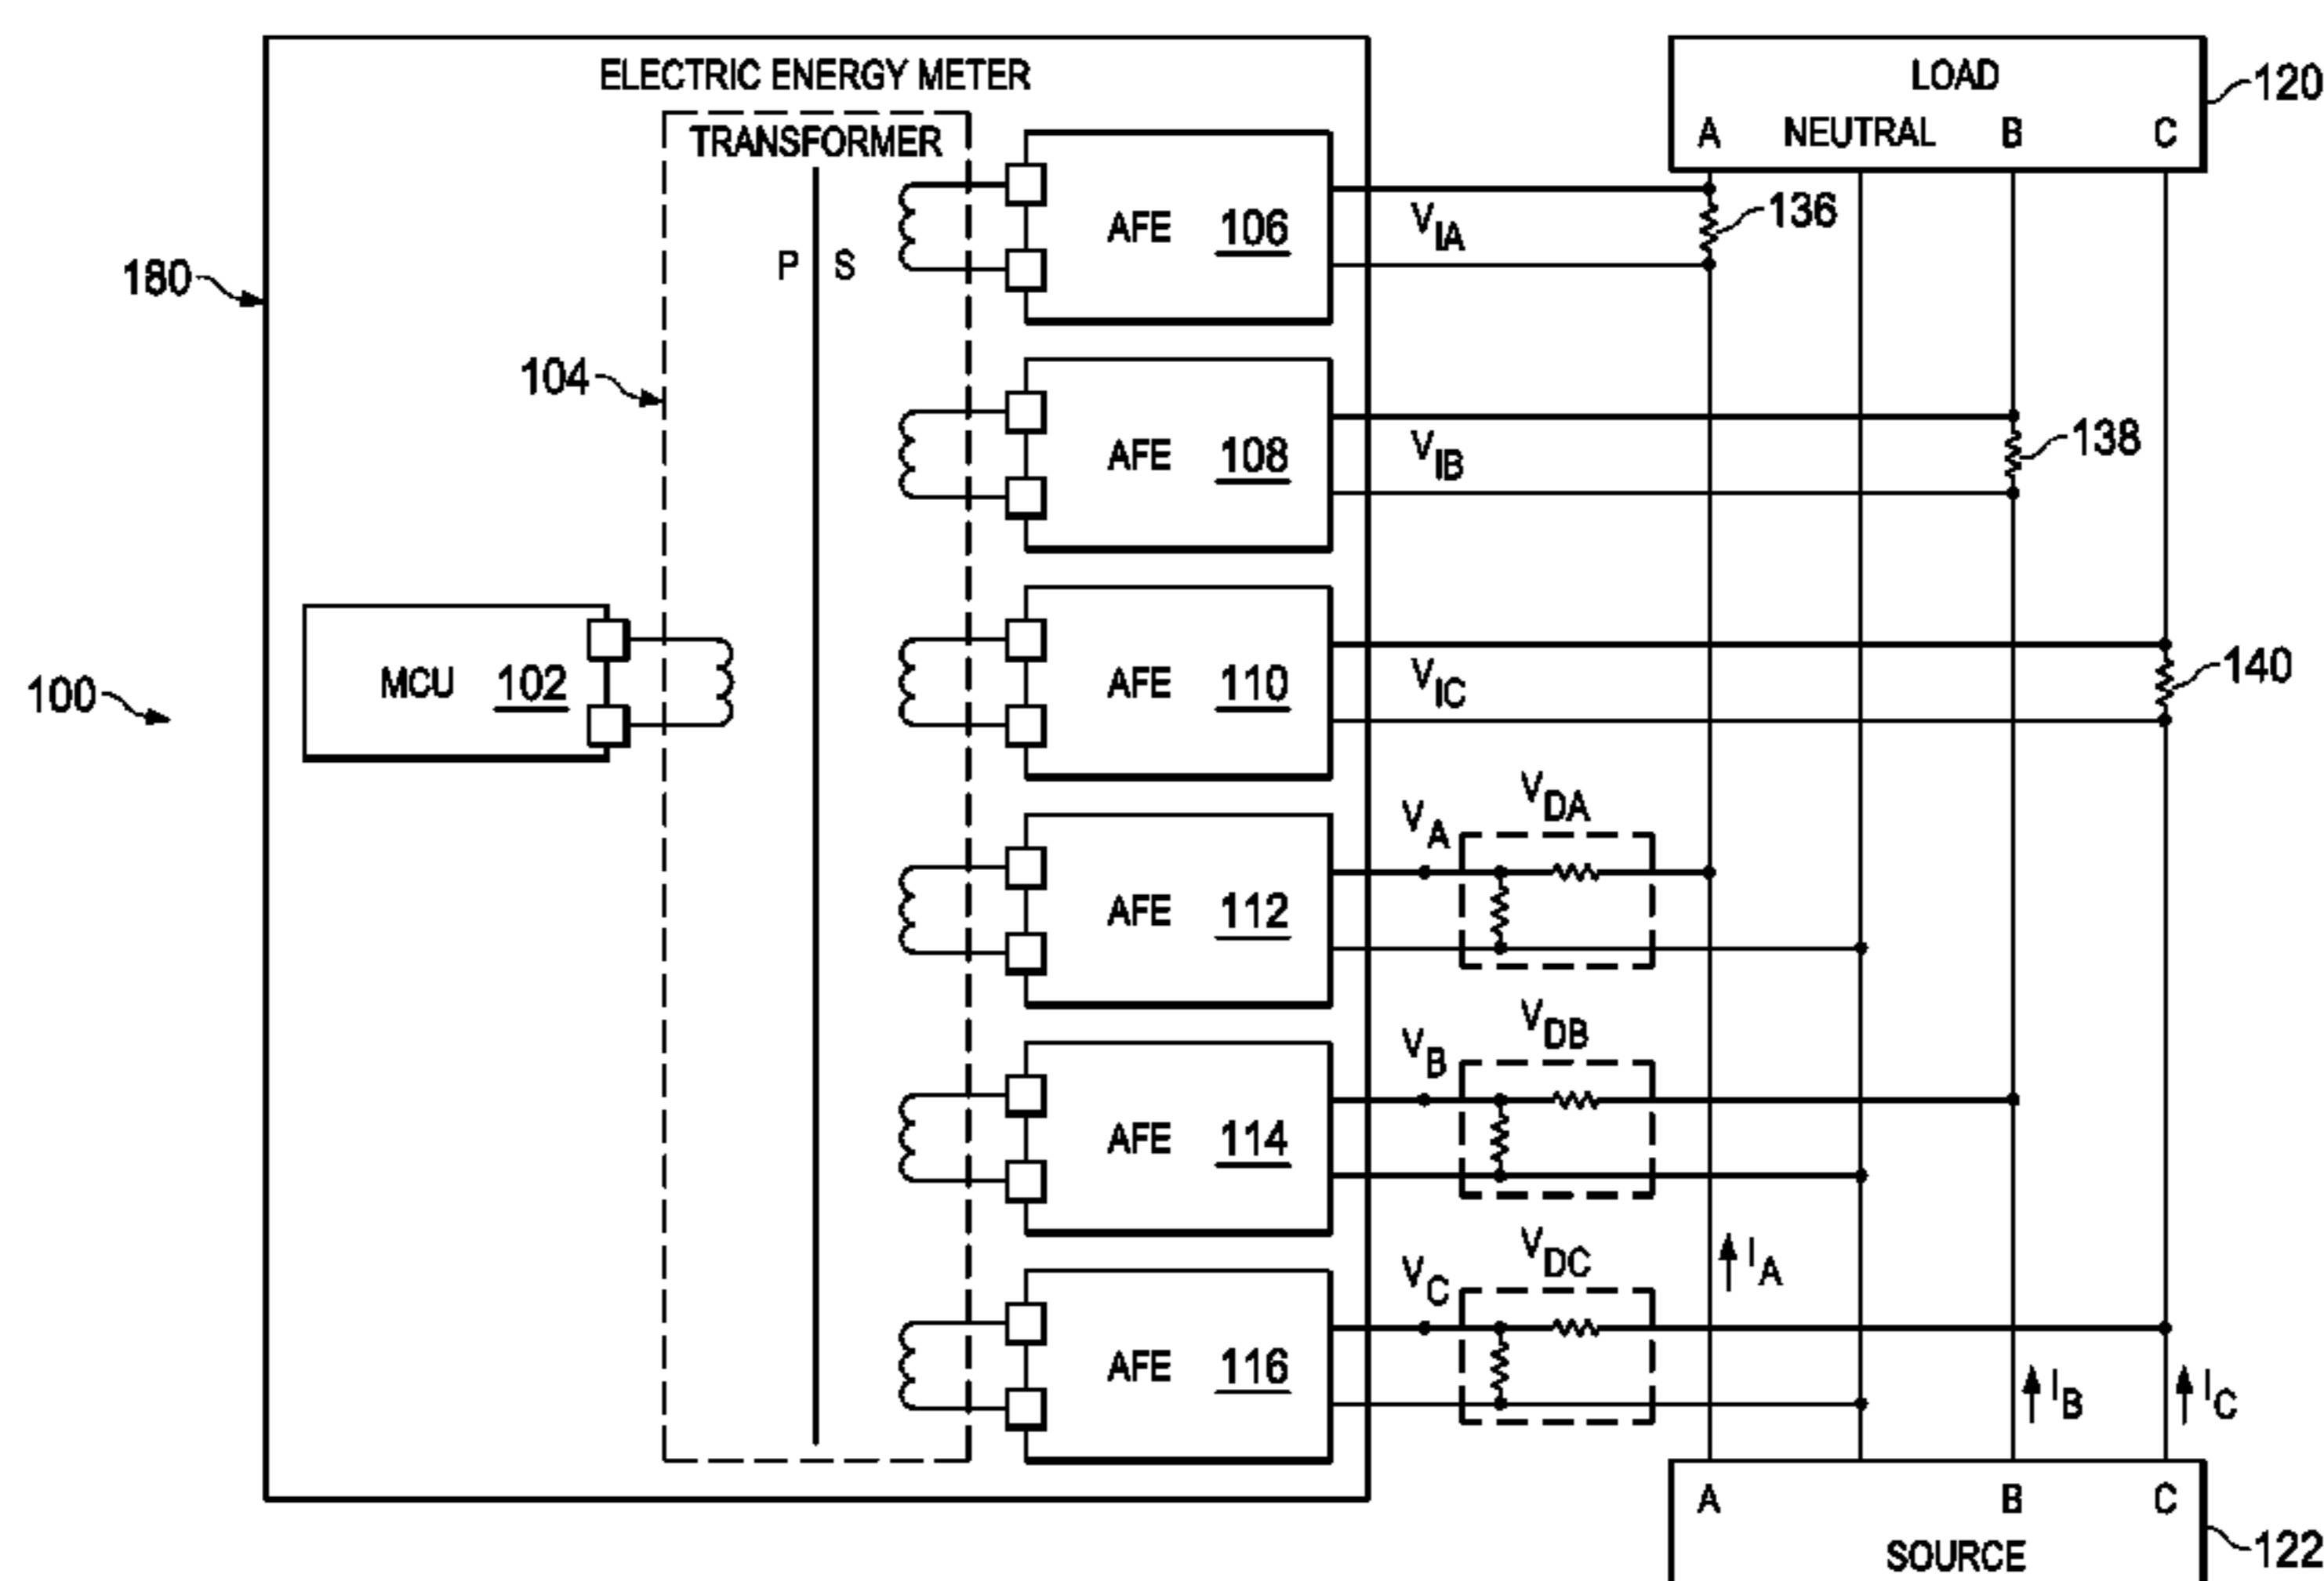 ELECTRIC ENERGY METER
TRANSFORMER
P S
180
104
100
MCU 102
AFE 106
AFE 108
AFE 110
AFE 112
AFE 114
AFE 116
VIA
VIB
VIC
VA
VDA
VB
VDB
VC
VDC
LOAD
A NEUTRAL B C
120
136
138
140
IA
IB
IC
A B C
SOURCE
122